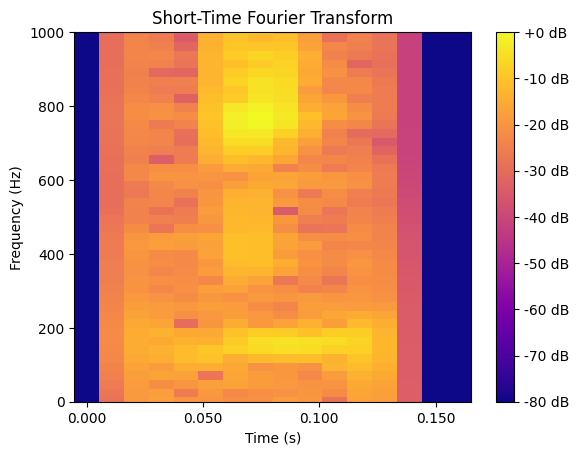 Short-Time Fourier Transform
1000
800
600
400
200
0
Frequency (Hz)
0.000
0.050
0.100
0.150
Time (s)
+0 dB
-10 dB
-20 dB
-30 dB
-40 dB
-50 dB
-60 dB
-70 dB
-80 dB